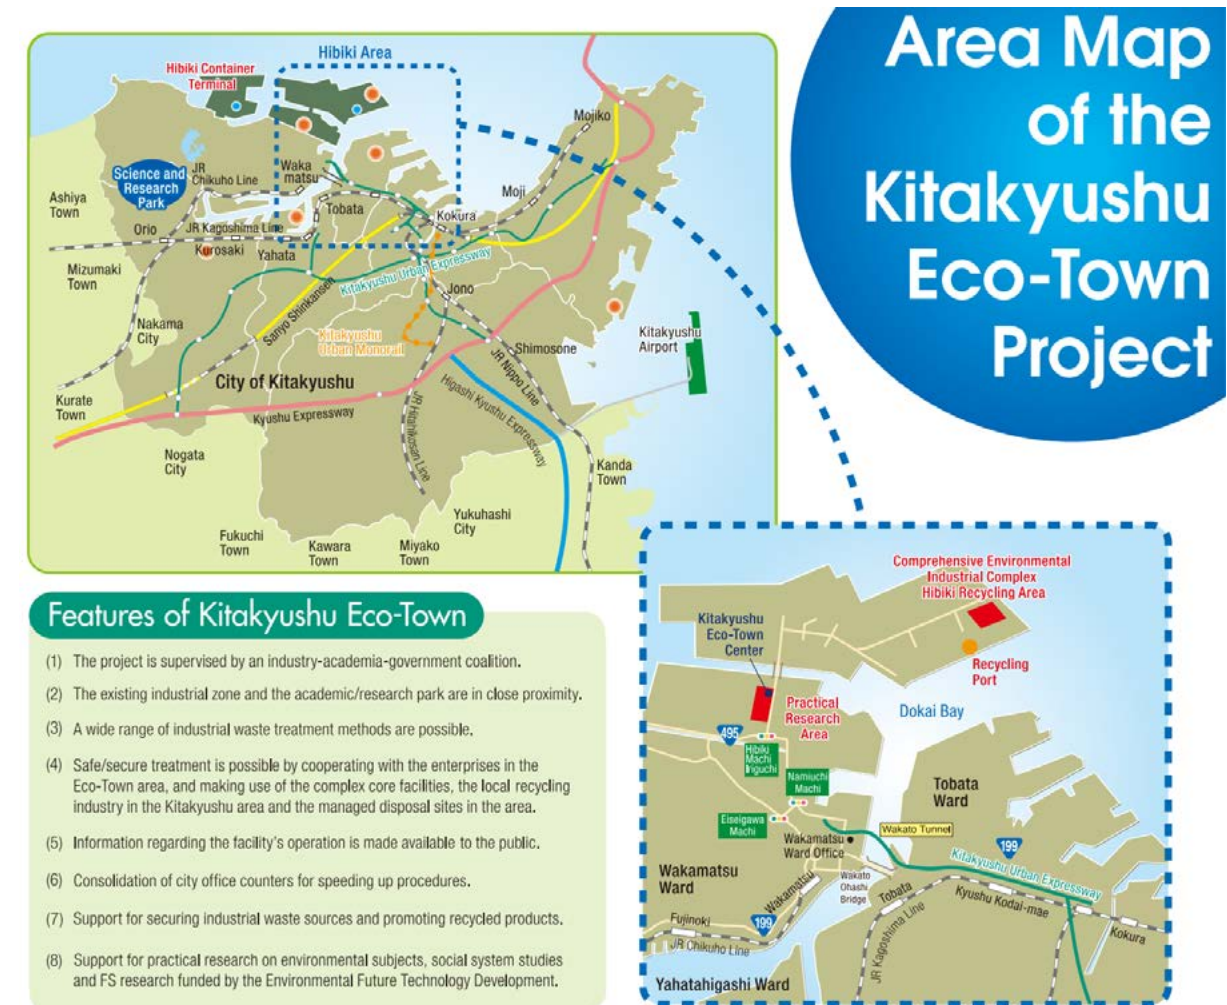 Area Map
of the
Kitakyushu
Eco-Town
Project
Hibiki Area
Hibiki Container
Terminal
Mojiko
Science and
Research
Park
JR
Chikuho Line
Waka
matsu
Ashiya
Town
Moji
Tobata
Kokura
Orio
JR Kagoshima Line
Kurosaki
Yahata
Mizumaki
Town
Kitakyushu Urban Expressway
Sanyo Shinkansen
Jono
Nakama
City
Kitakyushu
Urban Monorail
Kitakyushu
Airport
Shimosone
JR Nippo Line
City of Kitakyushu
Kurate
Town
Kyushu Expressway
Higashi Kyushu Expressway
JR Hitahikosan Line
Nogata
City
Kanda
Town
Yukuhashi
City
Fukuchi
Town
Kawara
Town
Miyako
Town
Features of Kitakyushu Eco-Town
(1) The project is supervised by an industry-academia-government coalition.
(2) The existing industrial zone and the academic/research park are in close proximity.
(3) A wide range of industrial waste treatment methods are possible.
(4) Safe/secure treatment is possible by cooperating with the enterprises in the
Eco-Town area, and making use of the complex core facilities, the local recycling
industry in the Kitakyushu area and the managed disposal sites in the area.
(5) Information regarding the facility's operation is made available to the public.
(6) Consolidation of city office counters for speeding up procedures.
(7) Support for securing industrial waste sources and promoting recycled products.
(8) Support for practical research on environmental subjects, social system studies
and FS research funded by the Environmental Future Technology Development.
Comprehensive Environmental
Industrial Complex
Hibiki Recycling Area
Kitakyushu
Eco-Town
Center
Recycling
Port
Practical
Research
Area
Dokai Bay
495
Hibiki
Machi
Iriguchi
Namiuchi
Machi
Tobata
Ward
Eiseigawa
Machi
Wakato Tunnel
Wakamatsu
Ward Office
199
Kitakyushu Urban Expressway
Wakamatsu
Ward
Wakamatsu
Wakato
Ohashi
Bridge
Tobata
Kyushu Kodai-mae
Fujinoki
199
JR Chikuho Line
JR Kagoshima Line
Kokura
Yahatahigashi Ward